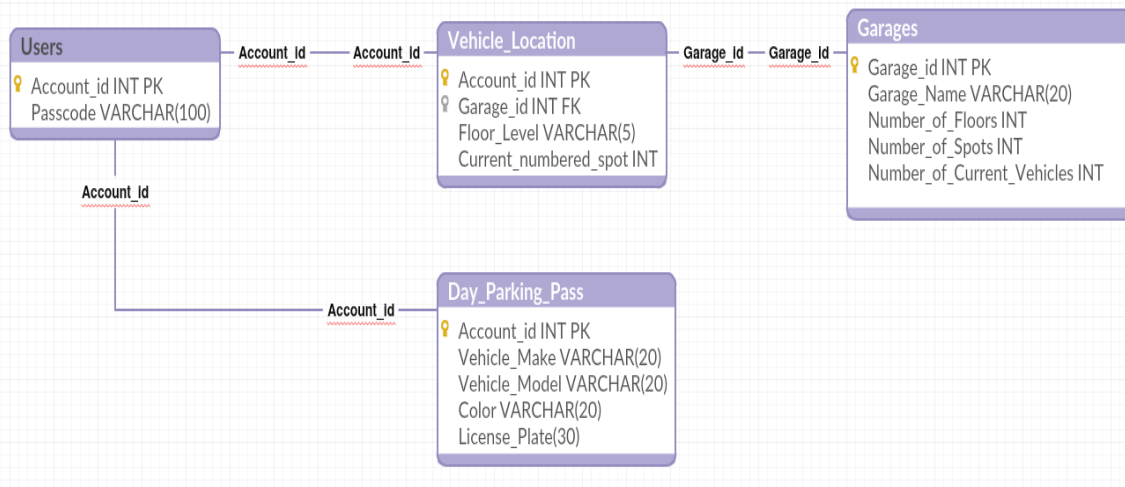 Users
Account_id INT PK
Passcode VARCHAR(100)
Account_id
Account_id
Vehicle_Location
Account_id INT PK
Garage_id INT FK
Floor_Level VARCHAR(5)
Current_numbered_spot INT
Garage_id
Garage_id
Garages
Garage_id INT PK
Garage_Name VARCHAR(20)
Number_of_Floors INT
Number_of_Spots INT
Number_of_Current_Vehicles INT
Account_id
Account_id
Day_Parking_Pass
Account_id INT PK
Vehicle_Make VARCHAR(20)
Vehicle_Model VARCHAR(20)
Color VARCHAR(20)
License_Plate(30)